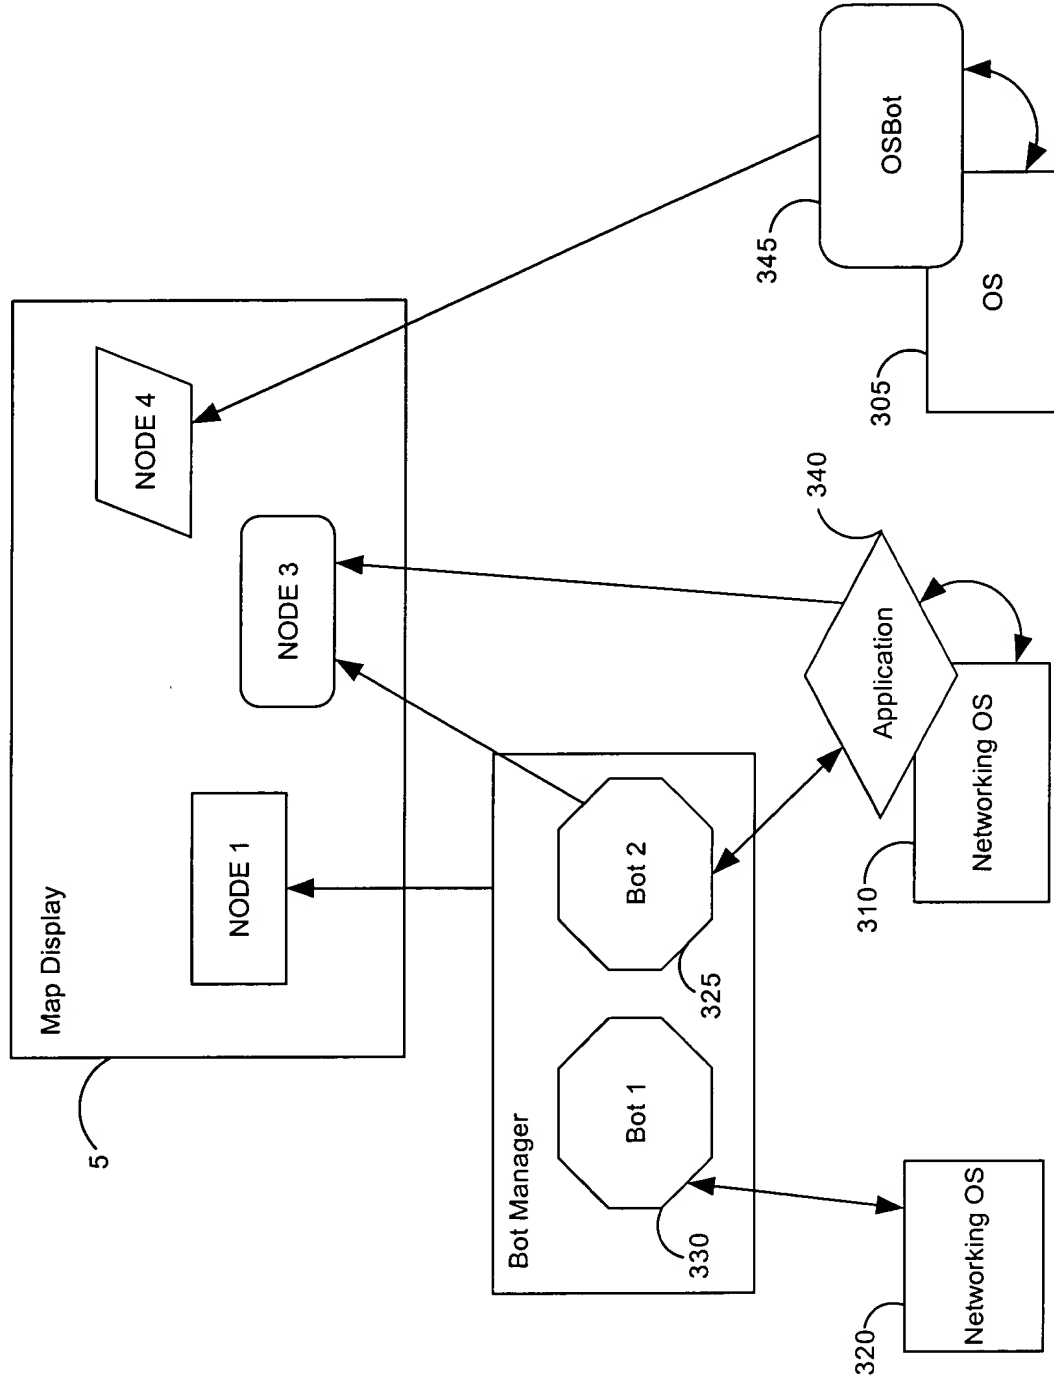 5
Map Display
NODE 1
NODE 3
NODE 4
Bot Manager
Bot 1
Bot 2
330
325
345
OSBot
340
Application
320
Networking OS
310
Networking OS
305
OS